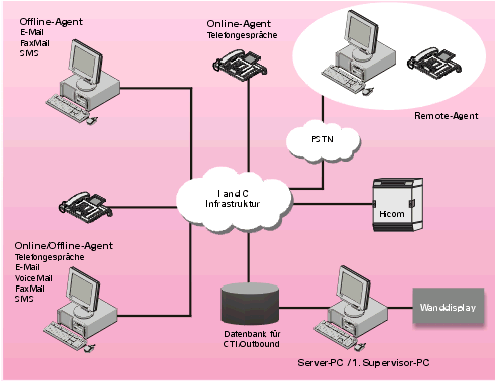 Offline-Agent
E-Mail
FaxMail
SMS
Online-Agent
Telefongespräche
Remote-Agent
PSTN
I and C
Infrastruktur
Hicom
Online/Offline-Agent
Telefongespräche
E-Mail
VoiceMail
FaxMail
SMS
Datenbank für
CTI/Outbound
Wanddisplay
Server-PC / 1. Supervisor-PC